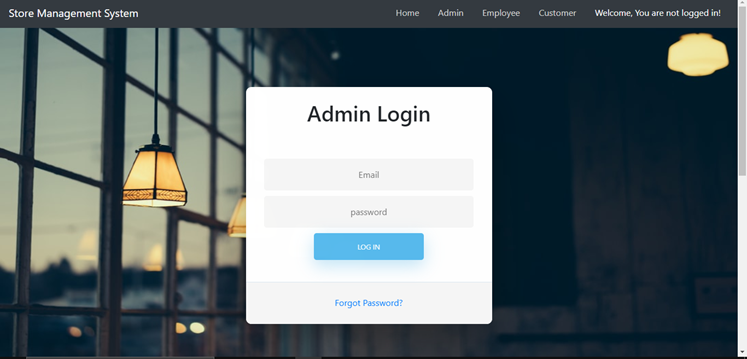 Store Management System
Home Admin Employee Customer Welcome, You are not logged in!
Admin Login
Email
password
LOG IN
Forgot Password?